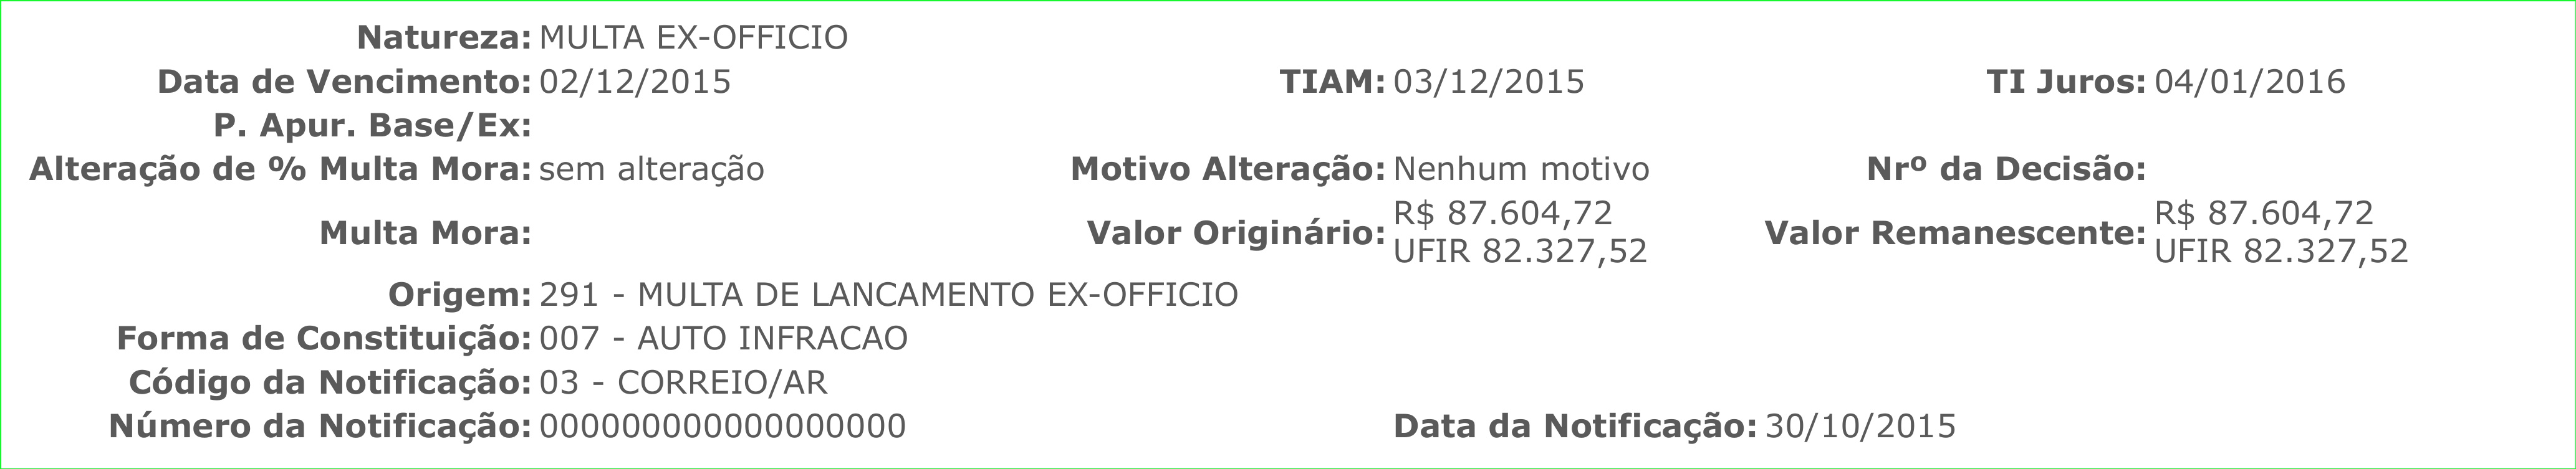 Natureza: MULTA EX-OFFICIO
Data de Vencimento: 02/12/2015 TIAM: 03/12/2015 TI Juros: 04/01/2016
P. Apur. Base/Ex:
Alteração de % Multa Mora: sem alteração Motivo Alteração: Nenhum motivo Nrº da Decisão:
Multa Mora: Valor Originário: R$ 87.604,72 UFIR 82.327,52 Valor Remanescente: R$ 87.604,72 UFIR 82.327,52
Origem: 291 - MULTA DE LANCAMENTO EX-OFFICIO
Forma de Constituição: 007 - AUTO INFRACAO
Código da Notificação: 03 - CORREIO/AR
Número da Notificação: 000000000000000000 Data da Notificação: 30/10/2015